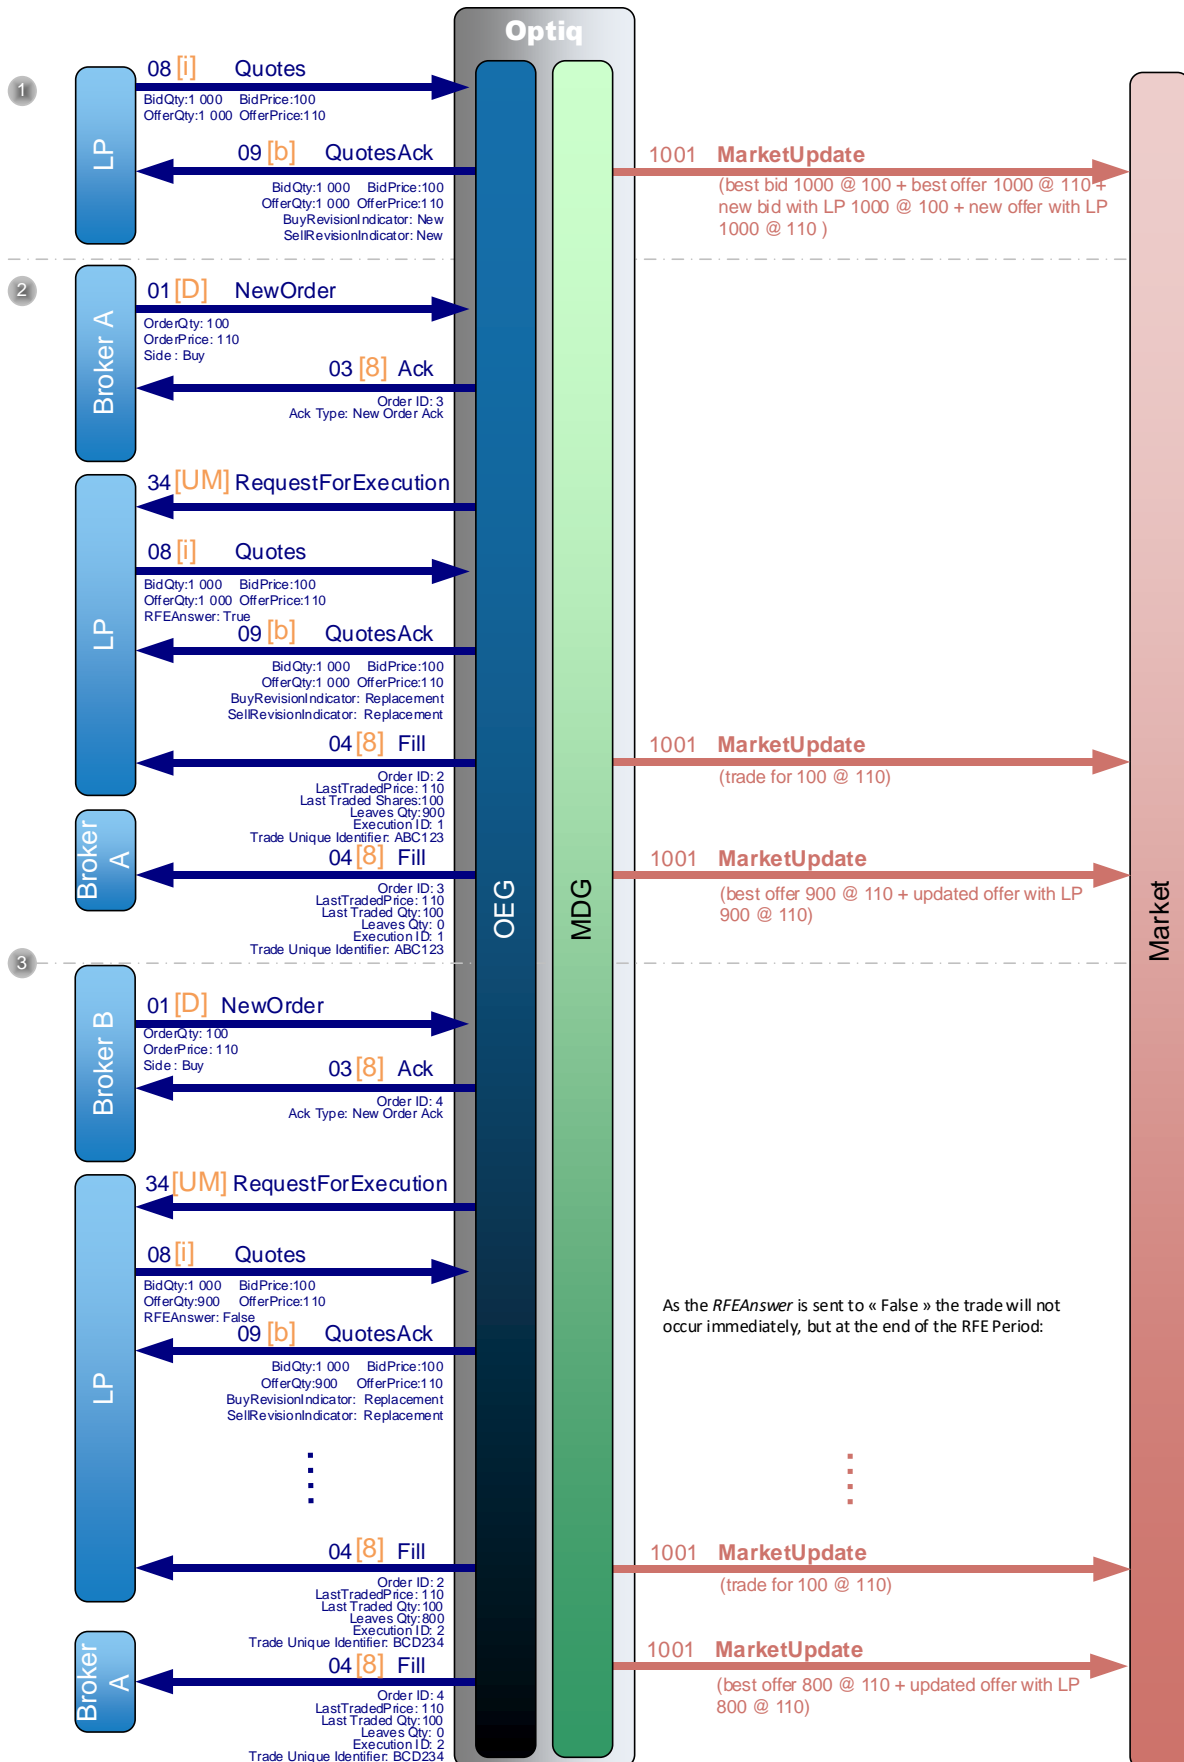 Optiq
1
LP
08 [i] Quotes
BidQty:1 000 BidPrice:100
OfferQty:1 000 OfferPrice:110
09 [b] QuotesAck
BidQty:1 000 BidPrice:100
OfferQty:1 000 OfferPrice:110
BuyRevisionIndicator: New
SellRevisionIndicator: New
1001 MarketUpdate
(best bid 1000 @ 100 + best offer 1000 @ 110 +
new bid with LP 1000 @ 100 + new offer with LP
1000 @ 110 )
2
Broker A
01 [D] NewOrder
OrderQty: 100
OrderPrice: 110
Side : Buy
03 [8] Ack
Order ID: 3
Ack Type: New Order Ack
LP
34 [UM] RequestForExecution
08 [i] Quotes
BidQty:1 000 BidPrice:100
OfferQty:1 000 OfferPrice:110
RFEAnswer: True
09 [b] QuotesAck
BidQty:1 000 BidPrice:100
OfferQty:1 000 OfferPrice:110
BuyRevisionIndicator: Replacement
SellRevisionIndicator: Replacement
04 [8] Fill
Order ID: 2
LastTradedPrice: 110
Last Traded Shares:100
Leaves Qty:900
Execution ID: 1
Trade Unique Identifier: ABC123
1001 MarketUpdate
(trade for 100 @ 110)
Broker
A
04 [8] Fill
Order ID: 3
LastTradedPrice: 110
Last Traded Qty:100
Leaves Qty: 0
Execution ID: 1
Trade Unique Identifier: ABC123
1001 MarketUpdate
(best offer 900 @ 110 + updated offer with LP
900 @ 110)
OEG
MDG
Market
3
Broker B
01 [D] NewOrder
OrderQty: 100
OrderPrice: 110
Side : Buy
03 [8] Ack
Order ID: 4
Ack Type: New Order Ack
LP
34 [UM] RequestForExecution
08 [i] Quotes
BidQty:1 000 BidPrice:100
OfferQty:900 OfferPrice:110
RFEAnswer: False
09 [b] QuotesAck
BidQty:1 000 BidPrice:100
OfferQty:900 OfferPrice:110
BuyRevisionIndicator: Replacement
SellRevisionIndicator: Replacement
As the RFEAnswer is sent to « False » the trade will not
occur immediately, but at the end of the RFE Period:
04 [8] Fill
Order ID: 2
LastTradedPrice: 110
Last Traded Qty:100
Leaves Qty:800
Execution ID: 2
Trade Unique Identifier: BCD234
1001 MarketUpdate
(trade for 100 @ 110)
Broker
A
04 [8] Fill
Order ID: 4
LastTradedPrice: 110
Last Traded Qty:100
Leaves Qty: 0
Execution ID: 2
Trade Unique Identifier: BCD234
1001 MarketUpdate
(best offer 800 @ 110 + updated offer with LP
800 @ 110)